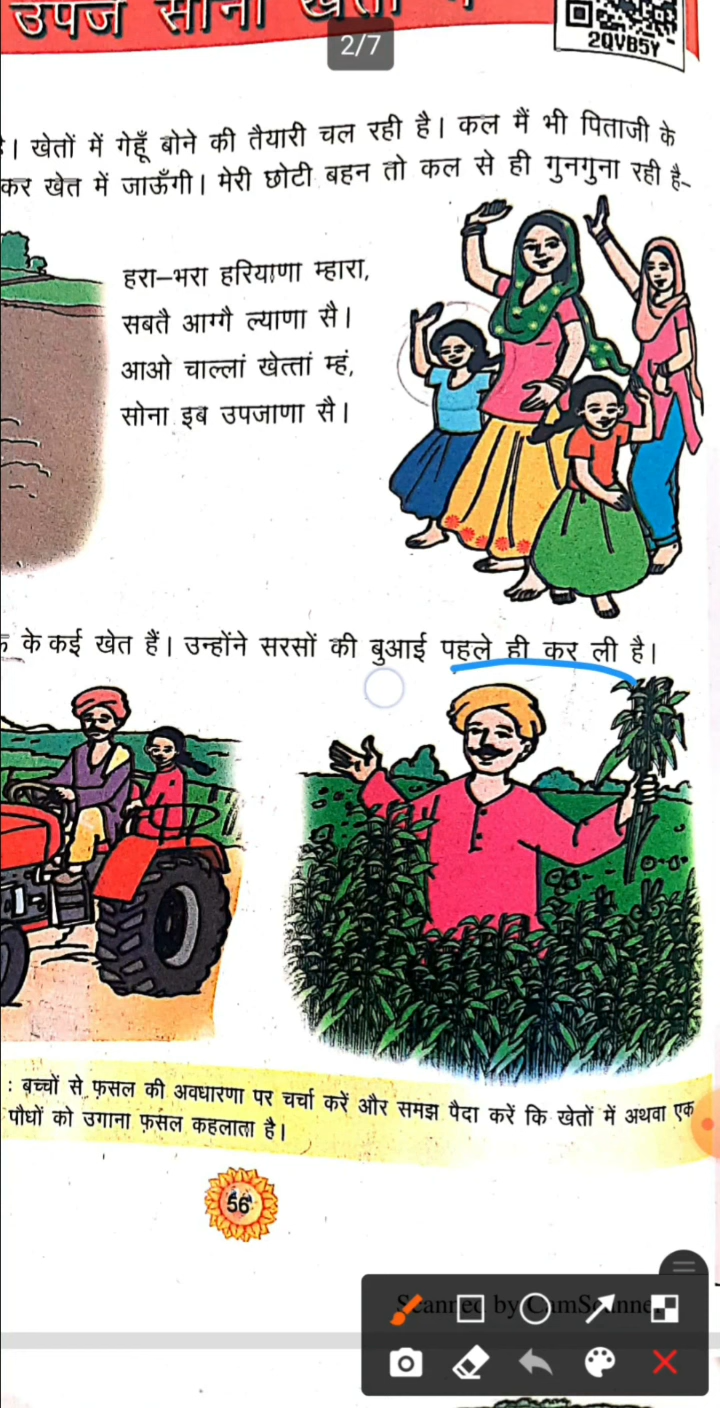 उपजे सोना खेतों में
2/7
2QVB5Y
है। खेतों में गेहूँ बोने की तैयारी चल रही है। कल मैं भी पिताजी के
कर खेत में जाऊँगी। मेरी छोटी बहन तो कल से ही गुनगुना रही है-
हरा-भरा हरियाणा म्हारा,
सबतै आग्गै ल्याणा सै।
आओ चाल्लां खेत्तां म्हं,
सोना इब उपजाणा सै।
के कई खेत हैं। उन्होंने सरसों की बुआई पहले ही कर ली है।
: बच्चों से फ़सल की अवधारणा पर चर्चा करें और समझ पैदा करें कि खेतों में अथवा एक
पौधों को उगाना फ़सल कहलाता है।
56
Scanned by CamScanner